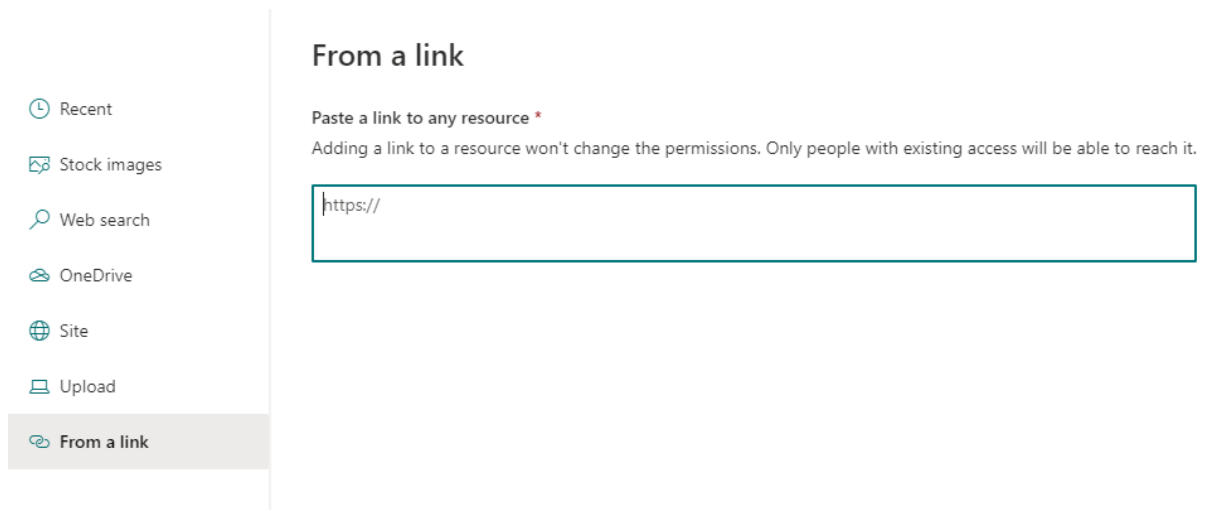 Recent
Stock images
Web search
OneDrive
Site
Upload
From a link
From a link
Paste a link to any resource *
Adding a link to a resource won't change the permissions. Only people with existing access will be able to reach it.
https://